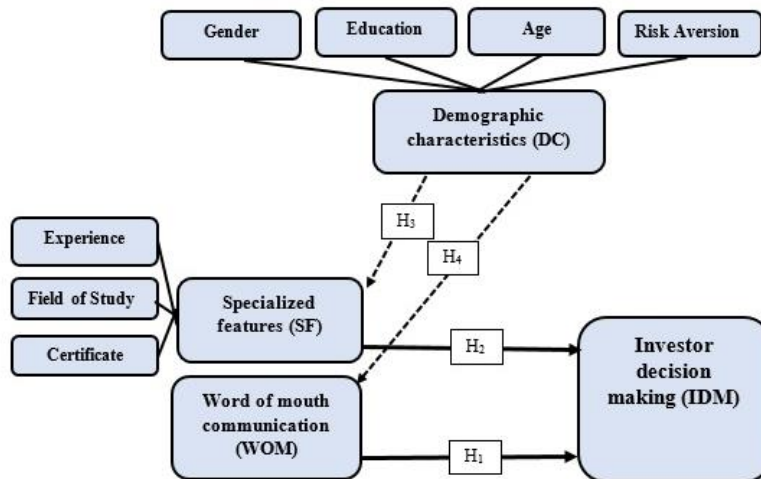 Gender
Education
Age
Risk Aversion
Demographic
characteristics (DC)
H₃
H₄
Experience
Field of Study
Certificate
Specialized
features (SF)
H₂
Investor
decision
making (IDM)
Word of mouth
communication
(WOM)
H₁